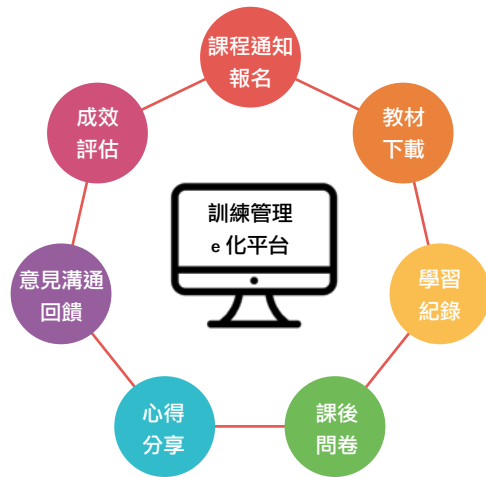 課程通知
報名
教材
下載
學習
紀錄
課後
問卷
心得
分享
意見溝通
回饋
成效
評估
訓練管理
e 化平台